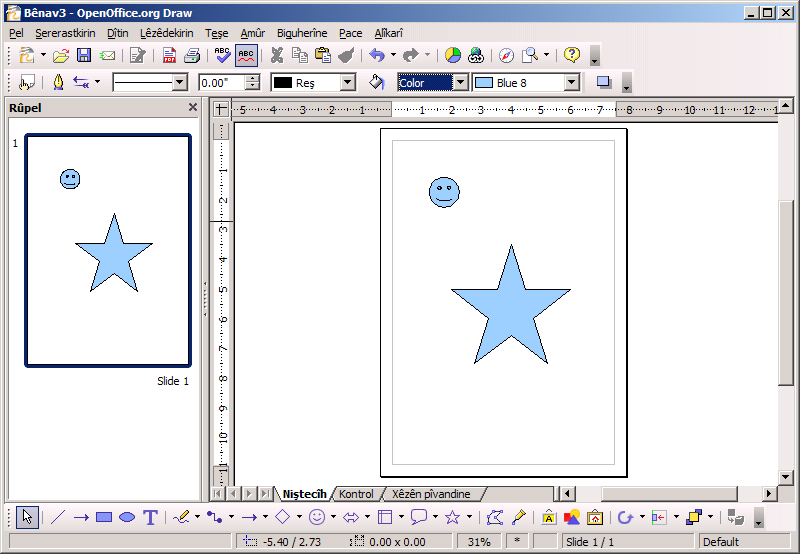 Bênav3 - OpenOffice.org Draw
Pel Sererastkirin Dîtin Lêzêdekirin Teşe Amûr Biguherîne Pace Alîkarî
0.00" Reş Color Blue 8
Rûpel
5 4 3 2 1 1 2 3 4 5 6 7 8 9 10 11 12
1
Slide 1
1 2 3 4 5 6 7 8 9 10 11
Niştecîh Kontrol Xêzên pîvandine
-5.40 / 2.73 0.00 x 0.00 31% * Slide 1 / 1 Default